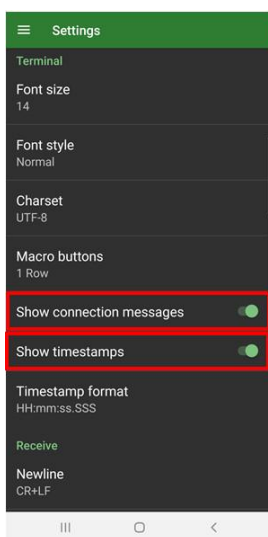 Settings
Terminal
Font size
14
Font style
Normal
Charset
UTF-8
Macro buttons
1 Row
Show connection messages
Show timestamps
Timestamp format
HH:mm:ss.SSS
Receive
Newline
CR+LF